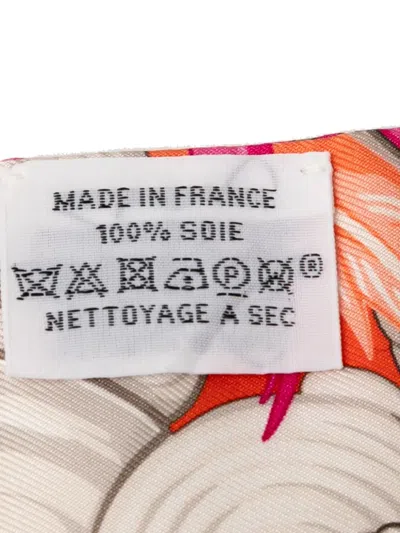 MADE IN FRANCE
100% SOIE
P W ®
NETTOYAGE A SEC